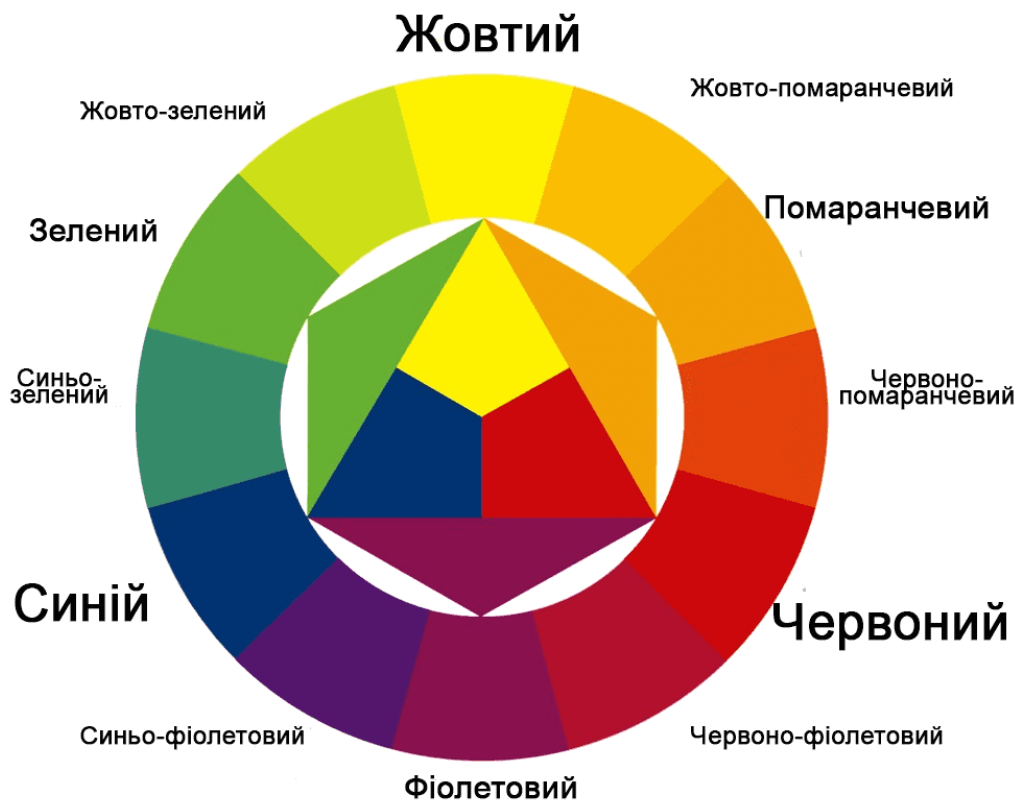 Жовтий
Жовто-помаранчевий
Жовто-зелений
Помаранчевий
Зелений
Синьо-
зелений
Червоно-
помаранчевий
Синій
Червоний
Синьо-фіолетовий
Червоно-фіолетовий
Фіолетовий